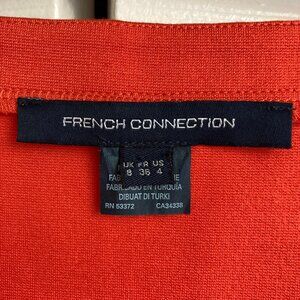 FRENCH CONNECTION
UK FR US
8 36 4
FABRICADO EN TURQUIA
DIBUAT DI TURKI
RN 53372 CA34338